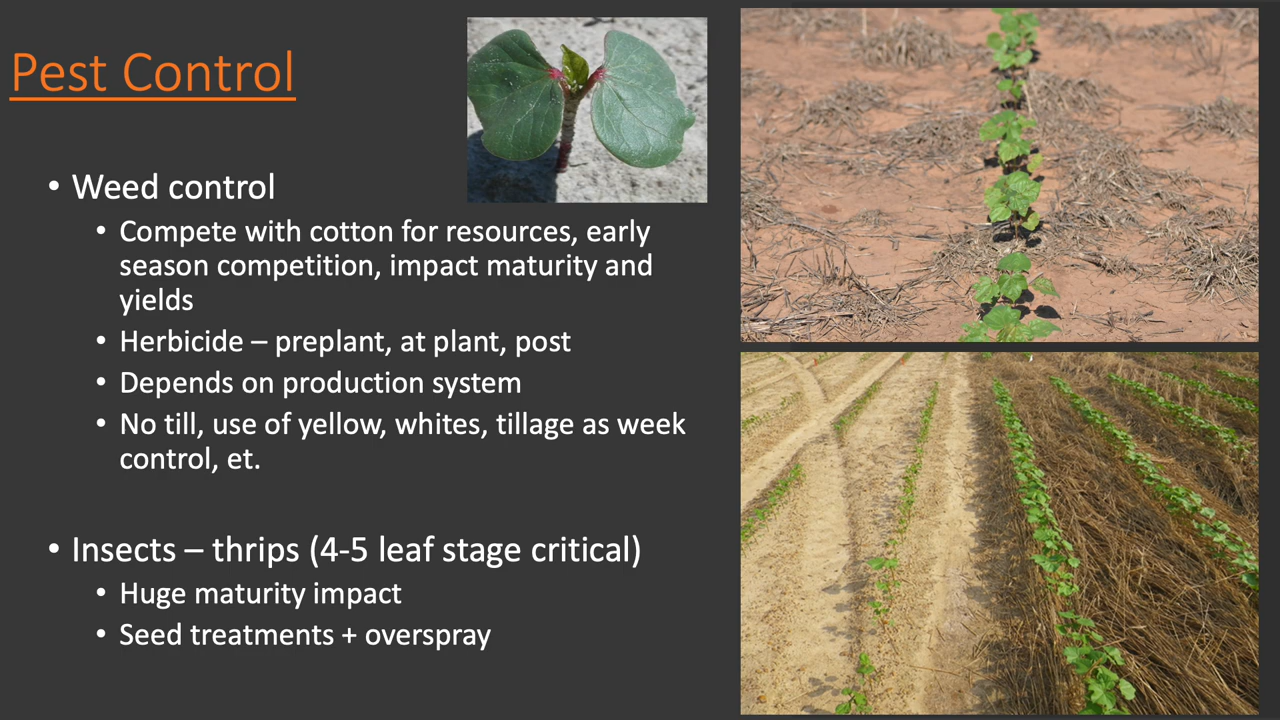 Pest Control
• Weed control
• Compete with cotton for resources, early
season competition, impact maturity and
yields
• Herbicide – preplant, at plant, post
• Depends on production system
• No till, use of yellow, whites, tillage as week
control, et.
• Insects – thrips (4-5 leaf stage critical)
• Huge maturity impact
• Seed treatments + overspray